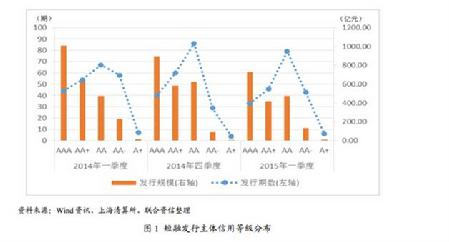 （期） （亿元）
100 1200.00
90
80 1000.00
70 800.00
60
50 600.00
40
30 400.00
20 200.00
10
0 0.00
AAA AA+ AA AA- A+ AAA AA+ AA AA- A+ AAA AA+ AA AA- A+
2014年一季度 2014年四季度 2015年一季度
发行规模(右轴) 发行期数(左轴)
资料来源：Wind资讯、上海清算所。联合资信整理
图 1 短融发行主体信用等级分布